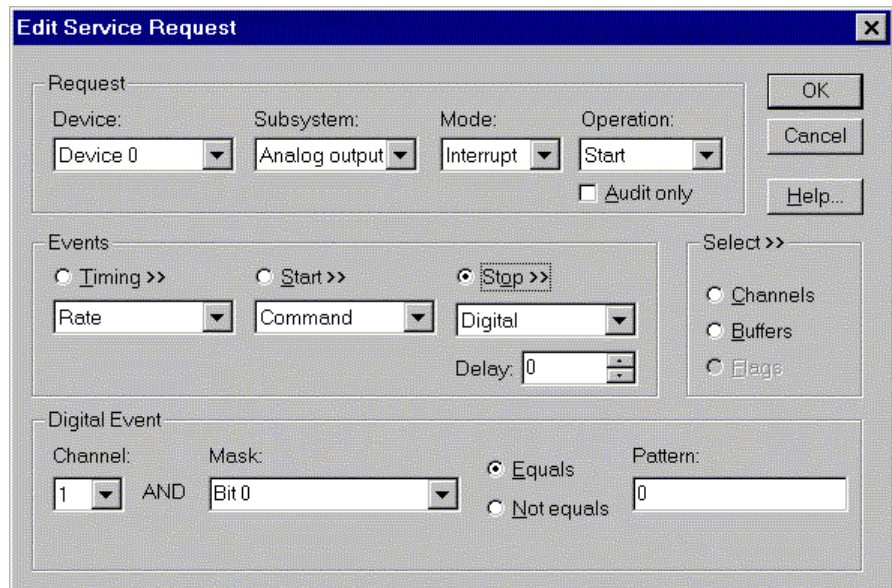 Edit Service Request
Request
OK
Device: Subsystem: Mode: Operation:
Device 0 Analog output Interrupt Start
Cancel
Audit only
Help...
Events
Select >>
Timing >> Start >> Stop >>
Rate Command Digital
Channels
Buffers
Delay: 0
Flags
Digital Event
Channel: Mask: Pattern:
1 AND Bit 0 Equals 0
Not equals